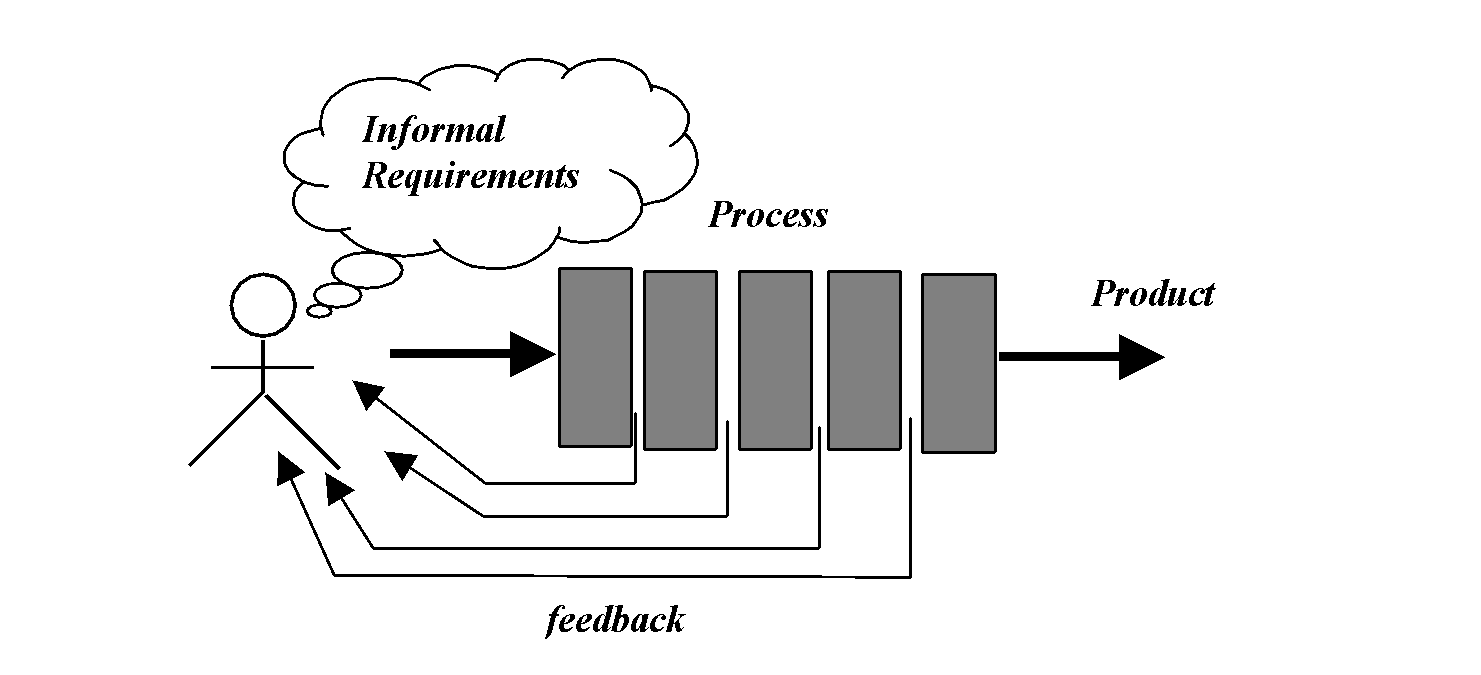 Informal
Requirements
Process
Product
feedback